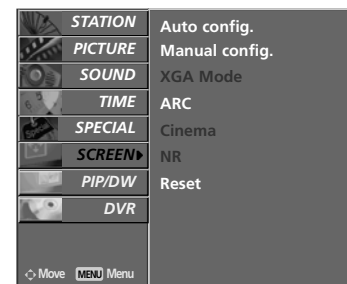 STATION
PICTURE
SOUND
TIME
SPECIAL
SCREEN
PIP/DW
DVR
Move MENU Menu
Auto config.
Manual config.
XGA Mode
ARC
Cinema
NR
Reset